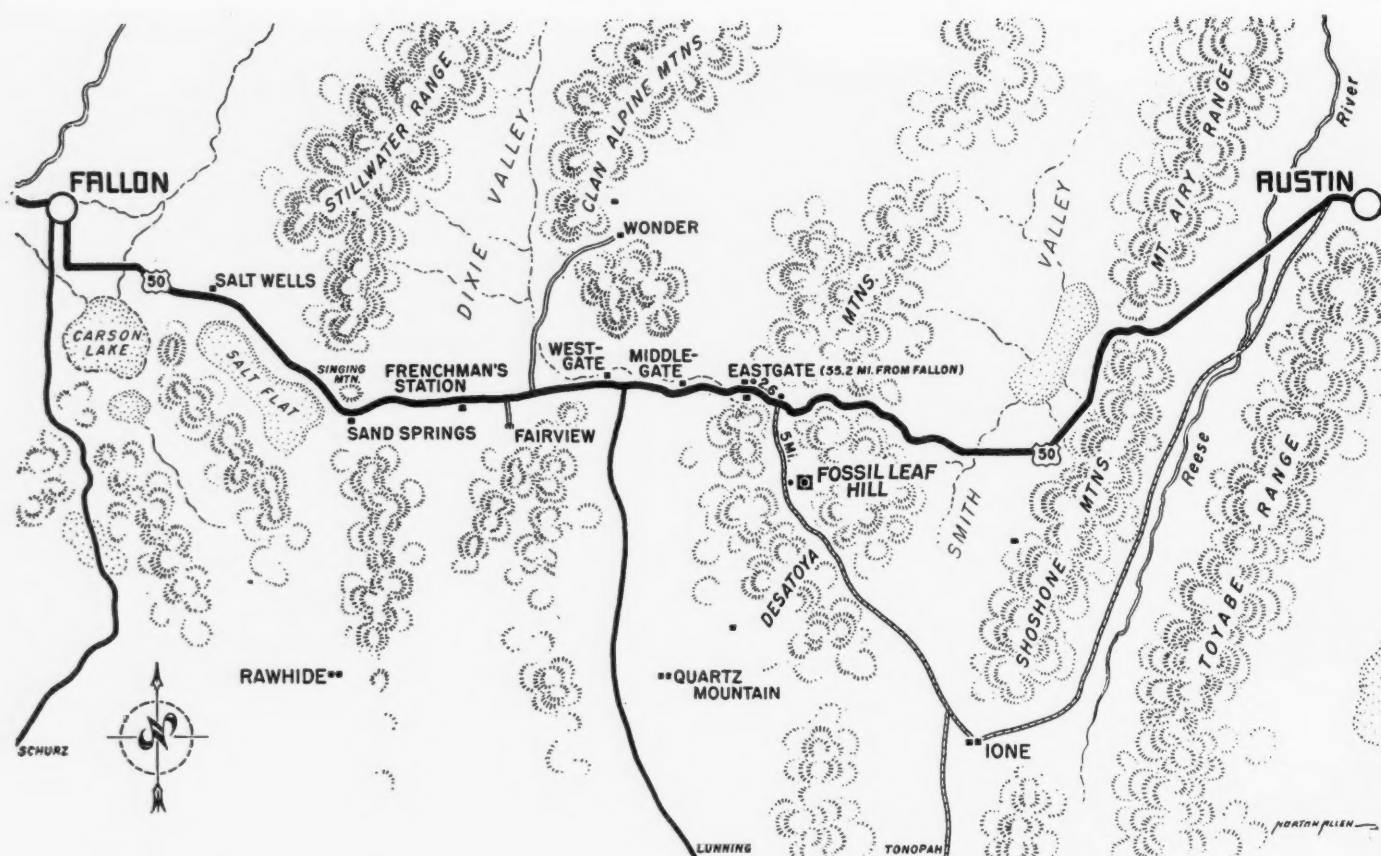 FALLON
STILLWATER RANGE
DIXIE VALLEY
CLAN ALPINE MTNS
WONDER
MTNS
VALLEY
MT. AIRY RANGE
River
AUSTIN
50
SALT WELLS
CARSON
LAKE
SALT FLAT
SINGING
MTN.
FRENCHMAN'S
STATION
WEST-
GATE
MIDDLE-
GATE
EASTGATE (55.2 MI. FROM FALLON)
2.6
SAND SPRINGS
FAIRVIEW
5 MI.
FOSSIL LEAF
HILL
50
SMITH
DESATOYA
SHOSHONE MTNS
Reese
TOYABE RANGE
RAWHIDE
QUARTZ
MOUNTAIN
N
SCHURZ
IONE
LUNNING
TONOPAH
NORTON ALLEN